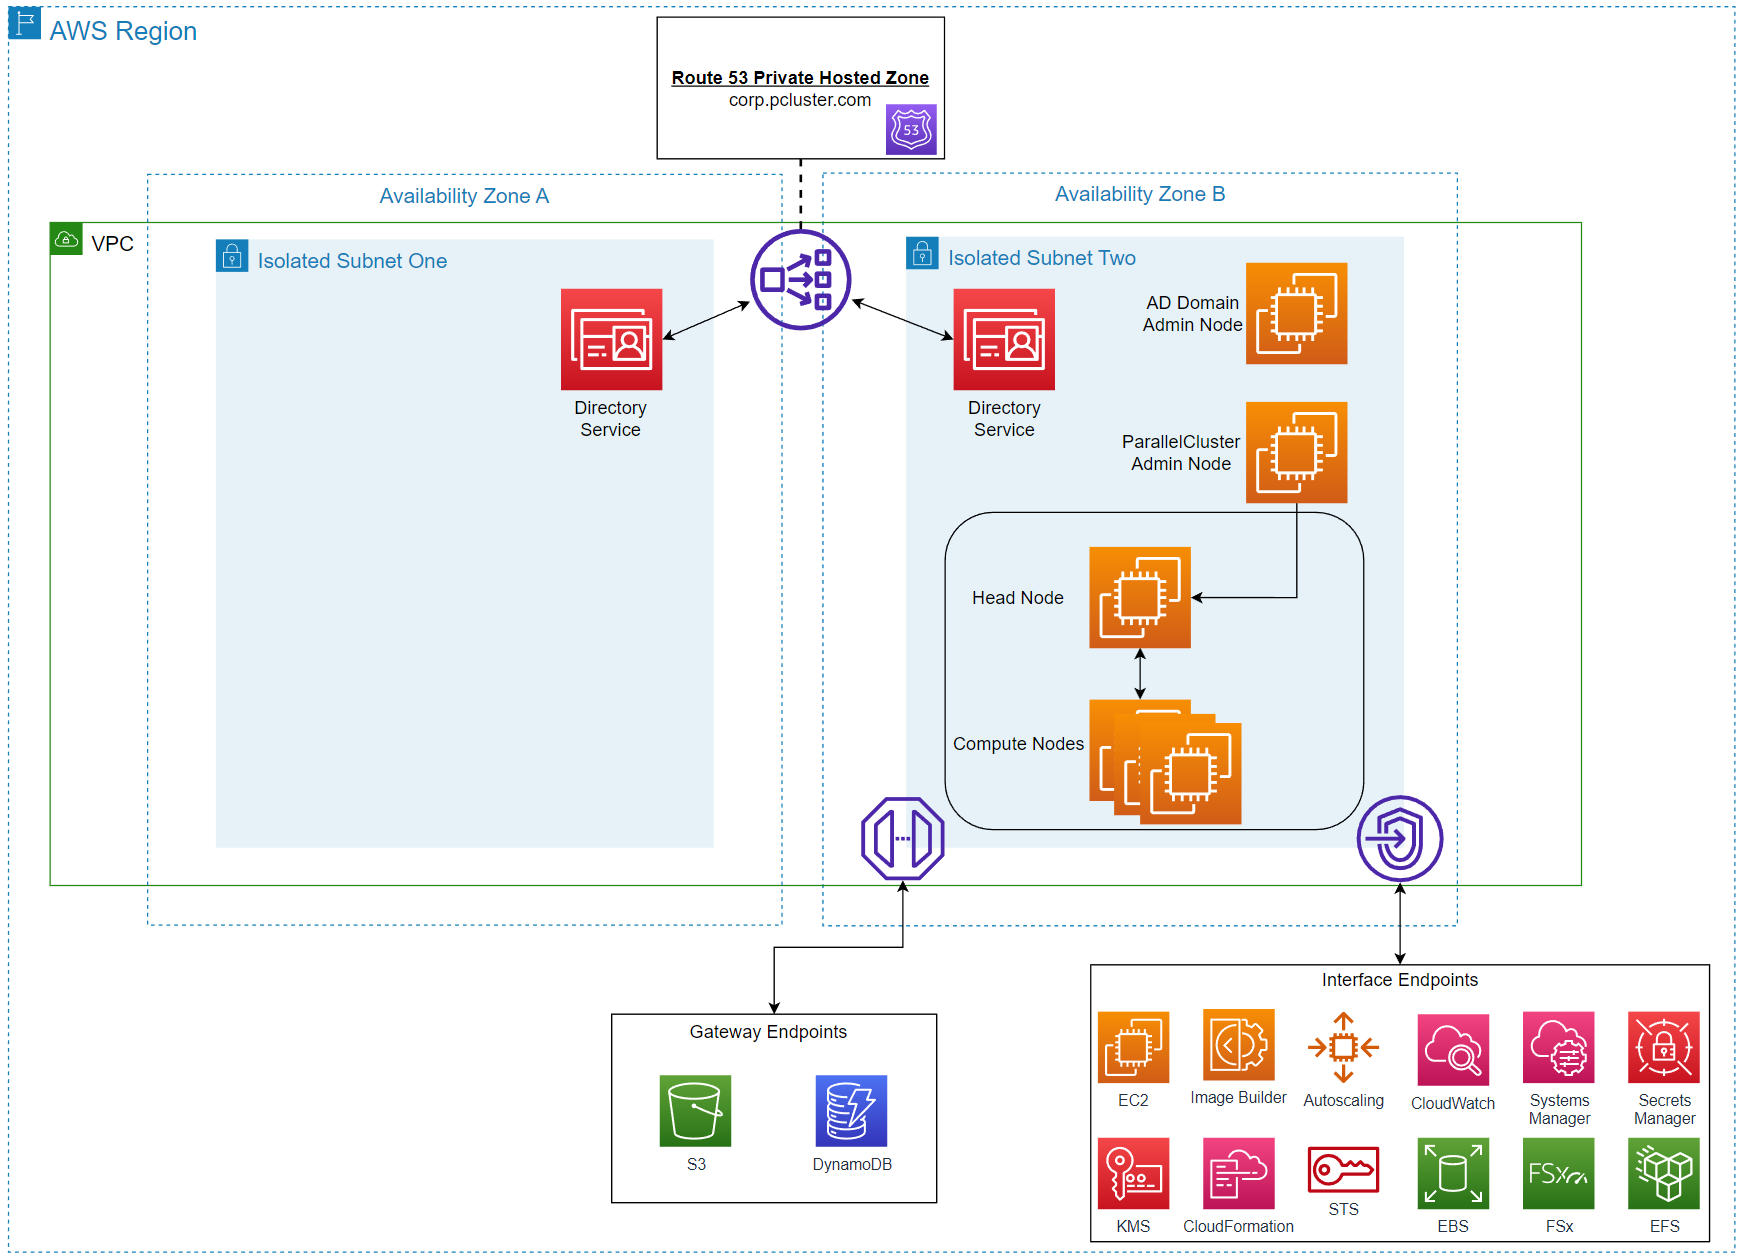 AWS Region
Route 53 Private Hosted Zone
corp.pcluster.com
53
Availability Zone A
Availability Zone B
VPC
Isolated Subnet One
Isolated Subnet Two
Directory
Service
Directory
Service
AD Domain
Admin Node
ParallelCluster
Admin Node
Head Node
Compute Nodes
Gateway Endpoints
S3
DynamoDB
Interface Endpoints
EC2
Image Builder
Autoscaling
CloudWatch
Systems
Manager
Secrets
Manager
KMS
CloudFormation
STS
EBS
FSx
FSx
EFS